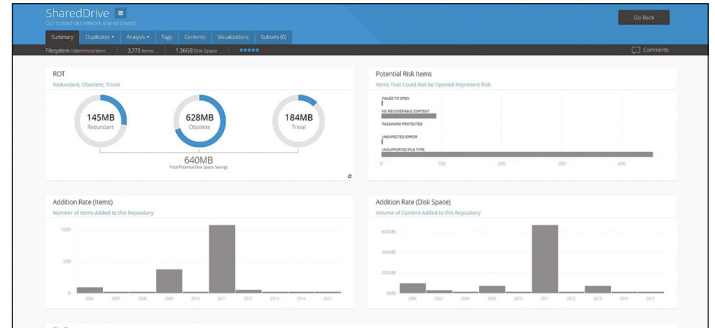 SharedDrive
Our trusted old network shared drive(s)
Go Back
Summary Duplicates Analysis Tags Contents Visualizations Subsets (0)
Filesystem 3,773 Items 1.36GB Disk Space Comments
ROT
Redundant, Obsolete, Trivial
145MB
Redundant
628MB
Obsolete
184MB
Trivial
640MB
Total Potential Disk Space Savings
Potential Risk Items
Items That Could Not be Opened Represent Risk
FAILED TO OPEN
NO RECOVERABLE CONTENT
PASSWORD PROTECTED
UNEXPECTED ERROR
UNSUPPORTED FILE TYPE
0 100 200 300 400
Addition Rate (Items)
Number of Items Added to this Repository
1000
500
0
2006 2007 2008 2009 2010 2011 2012 2013 2014 2015
Addition Rate (Disk Space)
Volume of Content Added to this Repository
600MB
400MB
200MB
0MB
2006 2007 2008 2009 2010 2011 2012 2013 2014 2015